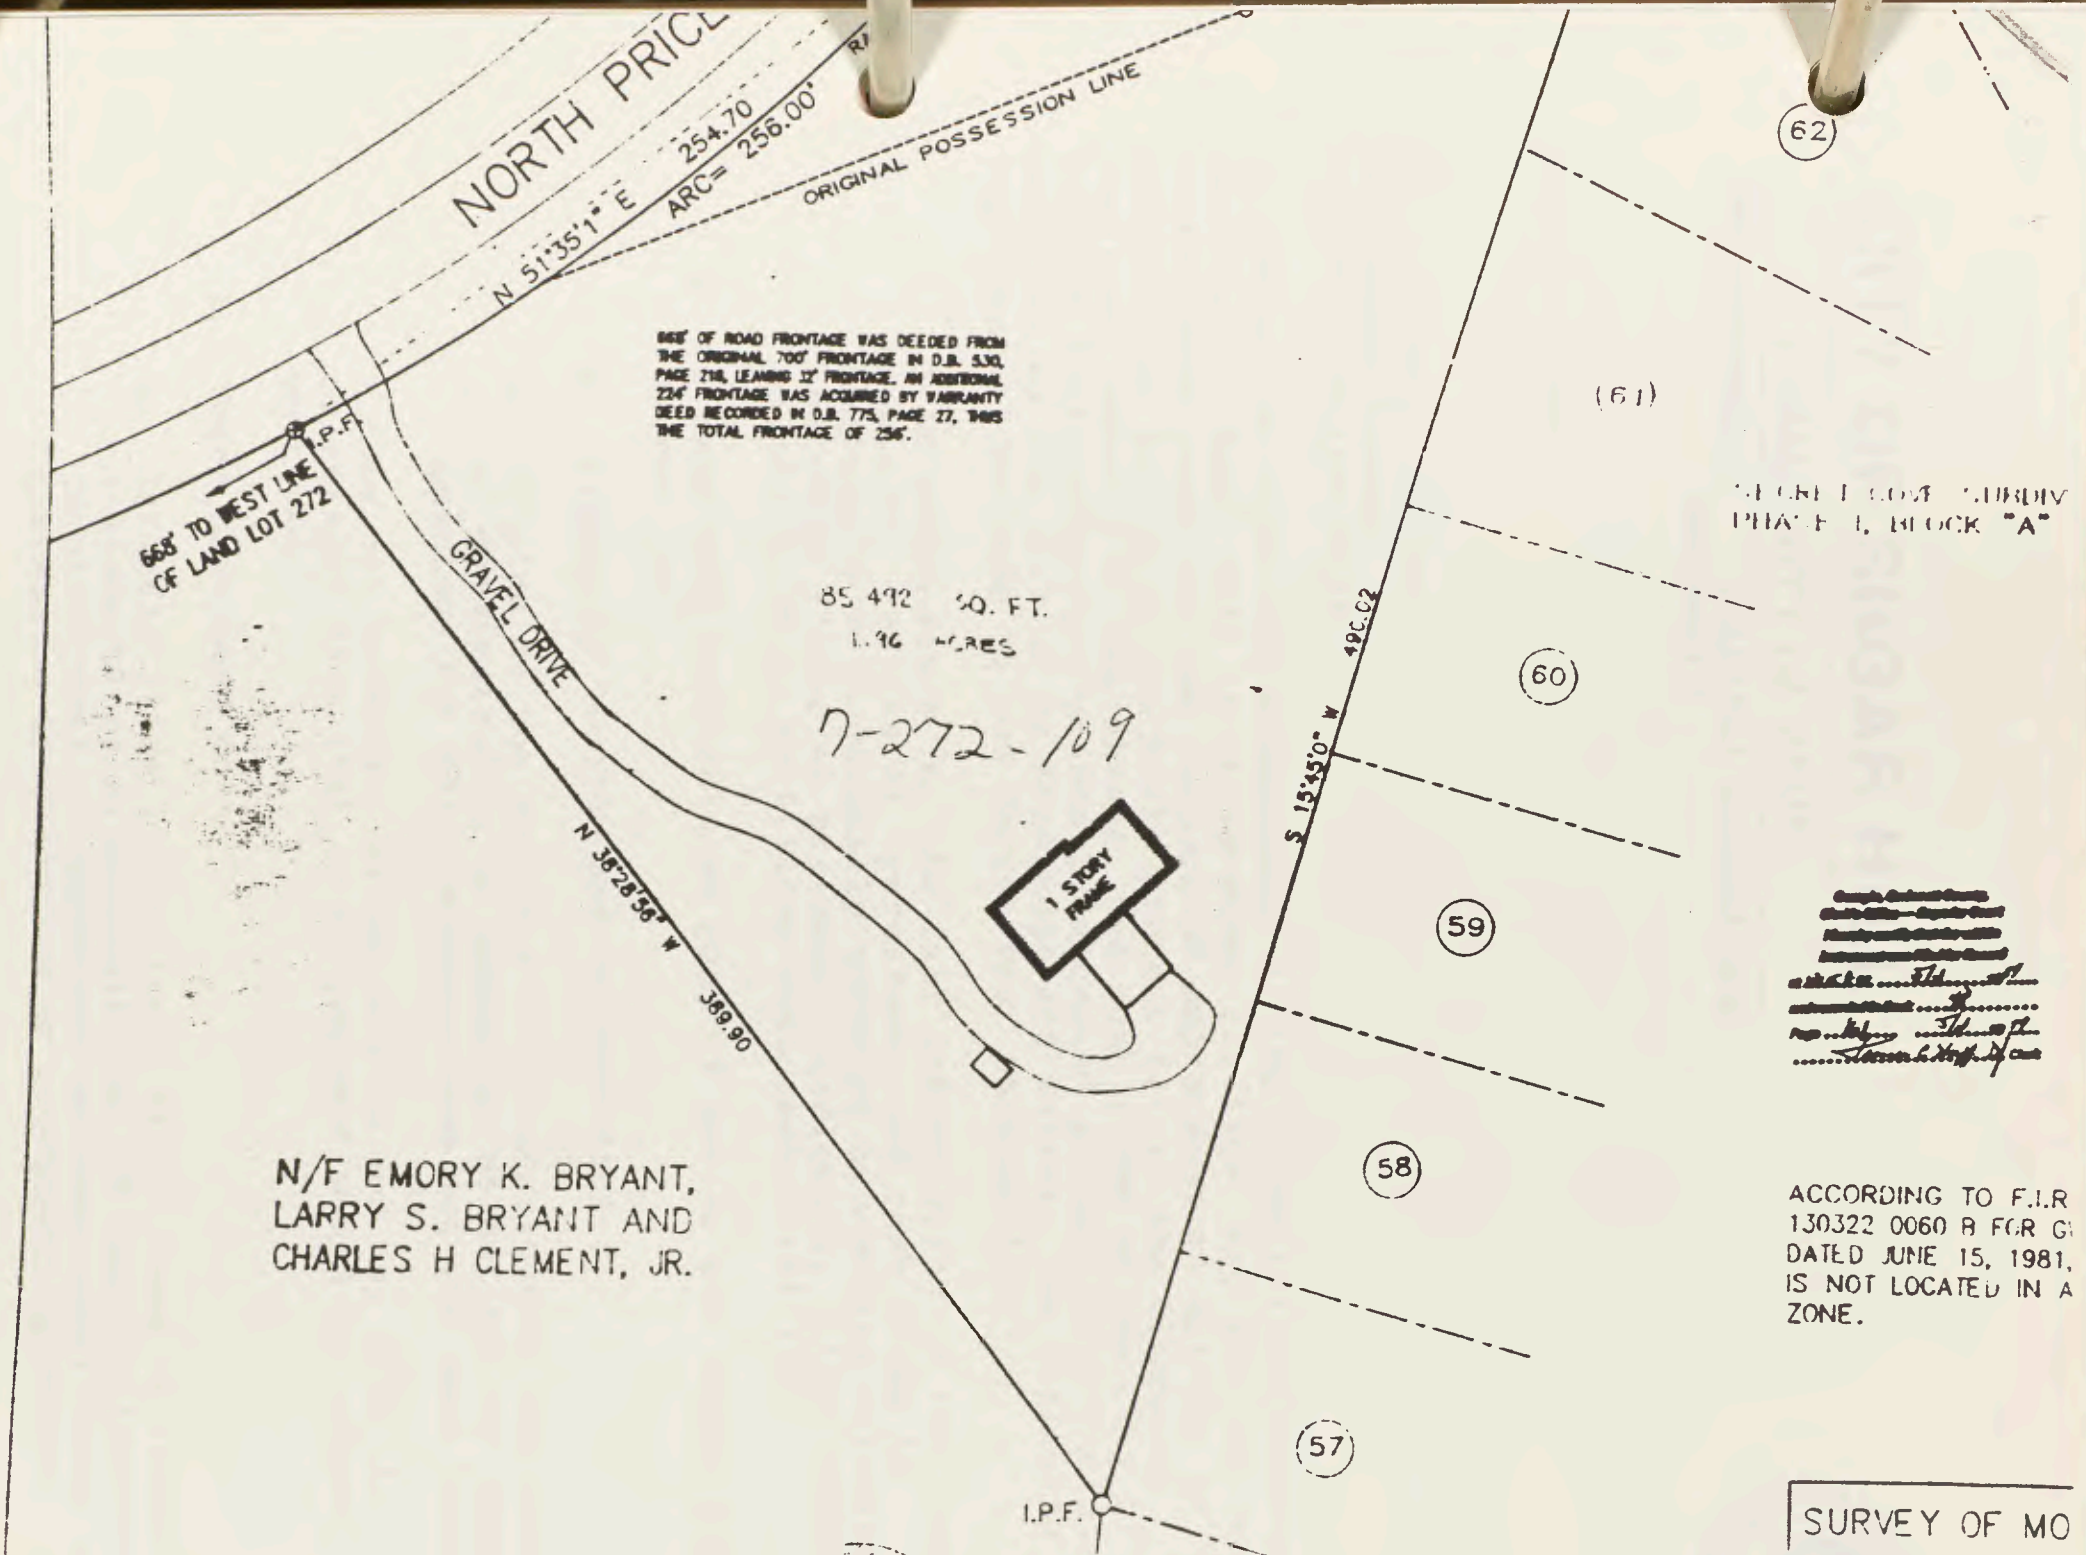 NORTH PRICE
254.70
N 51°35'1" E
ARC= 256.00'
ORIGINAL POSSESSION LINE
668' OF ROAD FRONTAGE WAS DEEDED FROM
THE ORIGINAL 700' FRONTAGE IN D.B. 530,
PAGE 218, LEAVING 32' FRONTAGE. AN ADDITIONAL
224' FRONTAGE WAS ACQUIRED BY WARRANTY
DEED RECORDED IN D.B. 775, PAGE 27, THUS
THE TOTAL FRONTAGE OF 256'.
I.P.F.
668' TO WEST LINE
OF LAND LOT 272
GRAVEL DRIVE
85 492 SQ. FT.
1.96 ACRES
7-272-109
1 STORY
FRAME
N 38°28'56" W
389.90
S 15°45'0" W
490.02
N/F EMORY K. BRYANT,
LARRY S. BRYANT AND
CHARLES H CLEMENT, JR.
I.P.F.
62
(61)
SECRET COVE SUBDIV
PHASE I, BLOCK "A"
60
59
58
57
ACCORDING TO F.I.R
130322 0060 B FOR G
DATED JUNE 15, 1981,
IS NOT LOCATED IN A
ZONE.
SURVEY OF MO